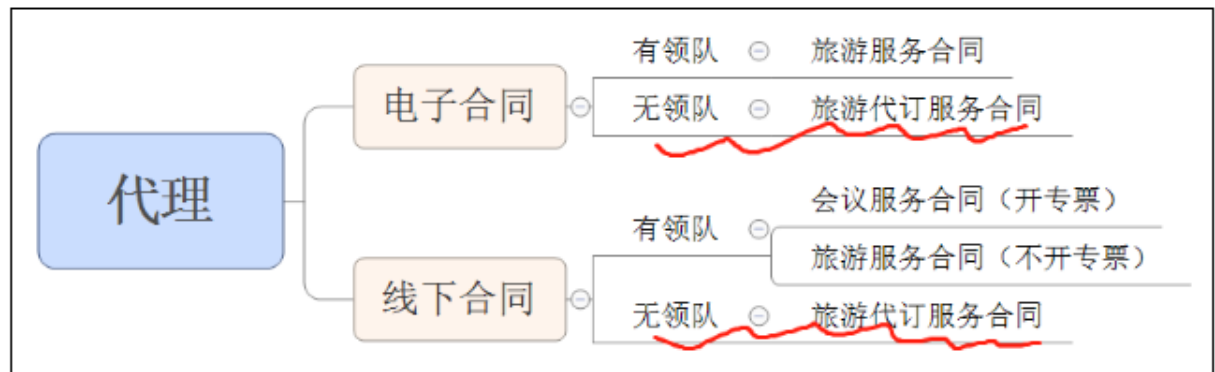 有领队 旅游服务合同
电子合同
无领队 旅游代订服务合同
代理
会议服务合同（开专票）
有领队
旅游服务合同（不开专票）
线下合同
无领队 旅游代订服务合同